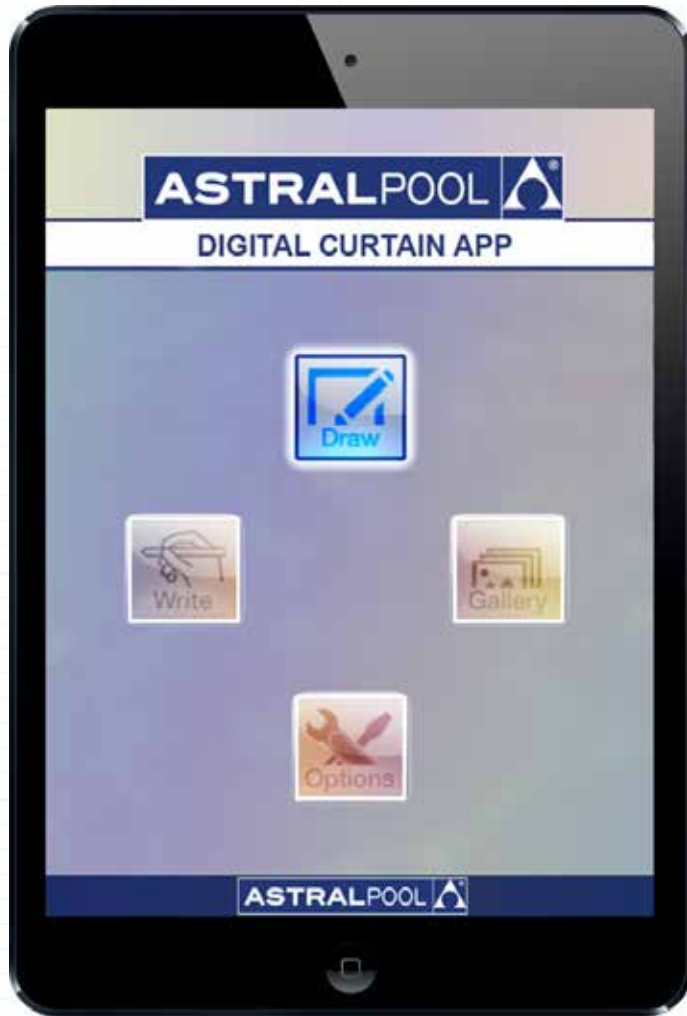 ASTRALPOOL
DIGITAL CURTAIN APP
Draw
Write
Gallery
Options
ASTRALPOOL